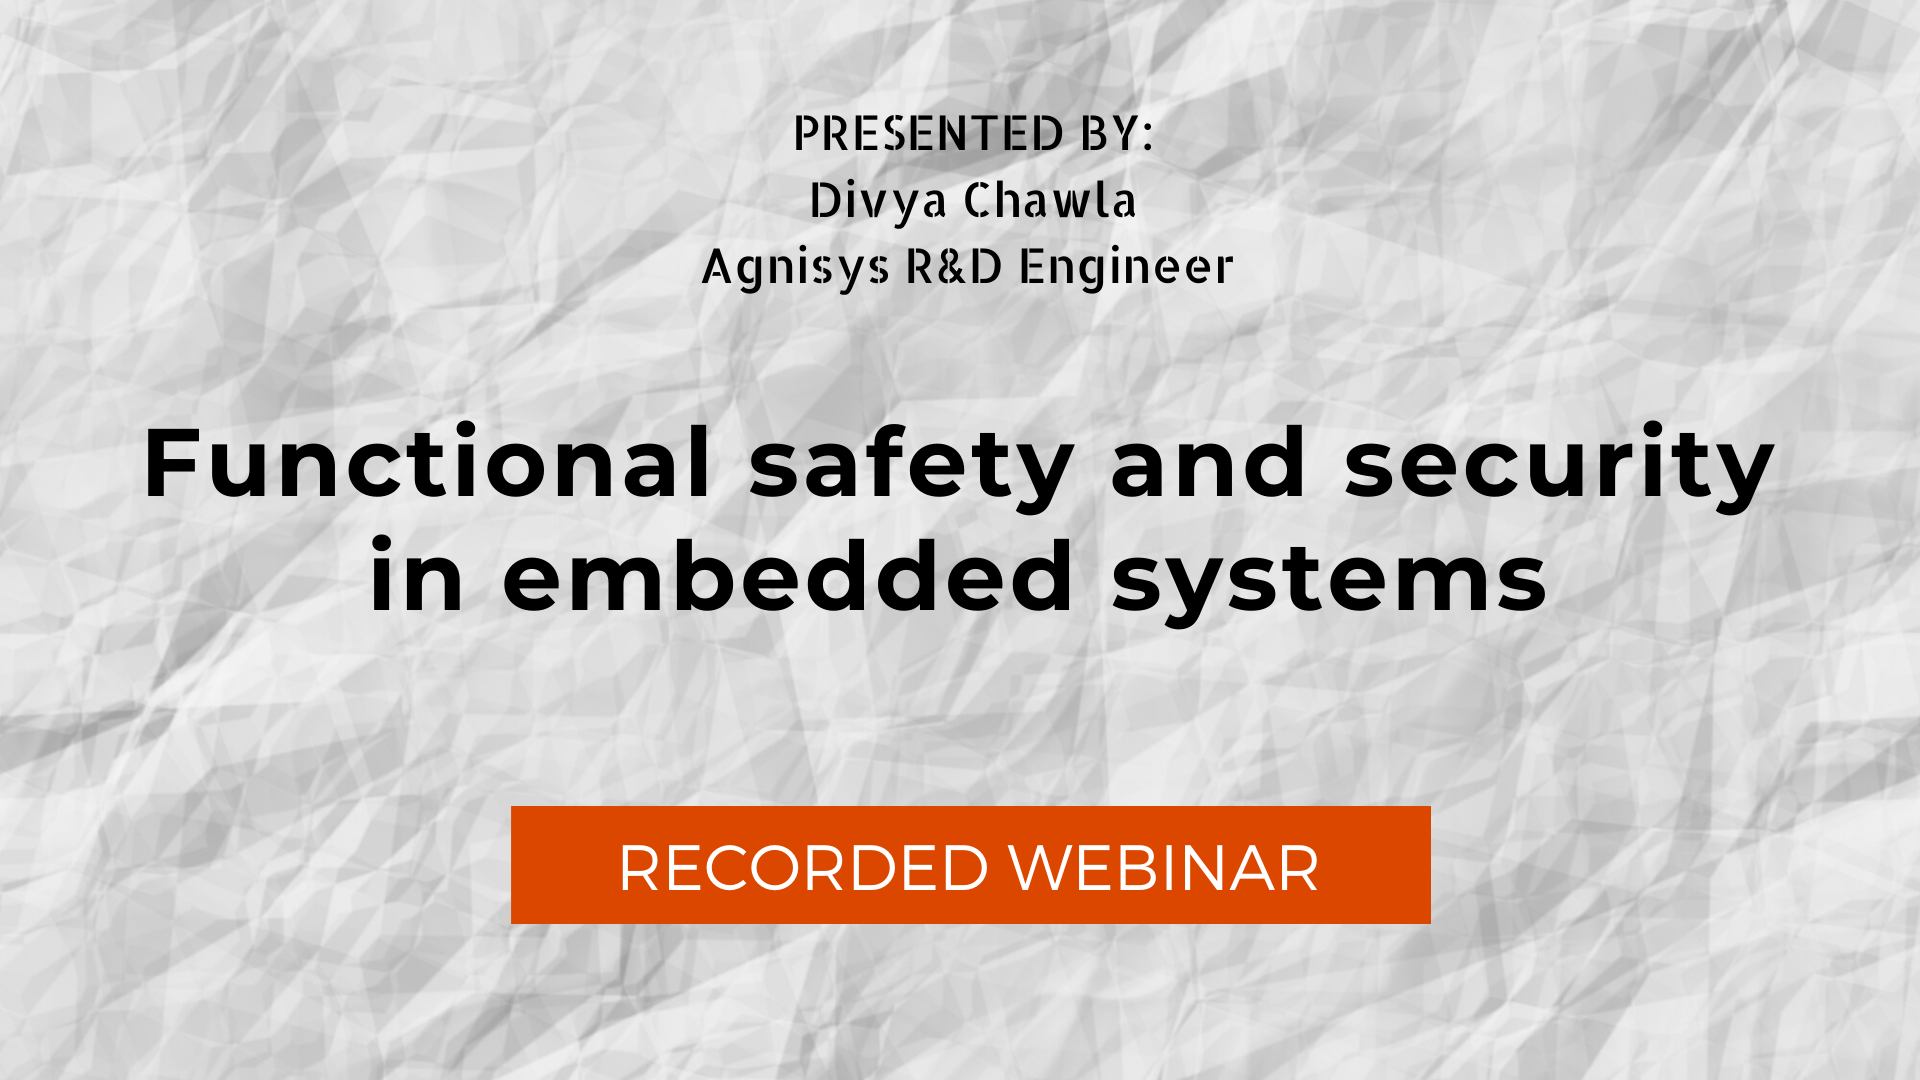 PRESENTED BY:
Divya Chawla
Agnisys R&D Engineer
Functional safety and security
in embedded systems
RECORDED WEBINAR